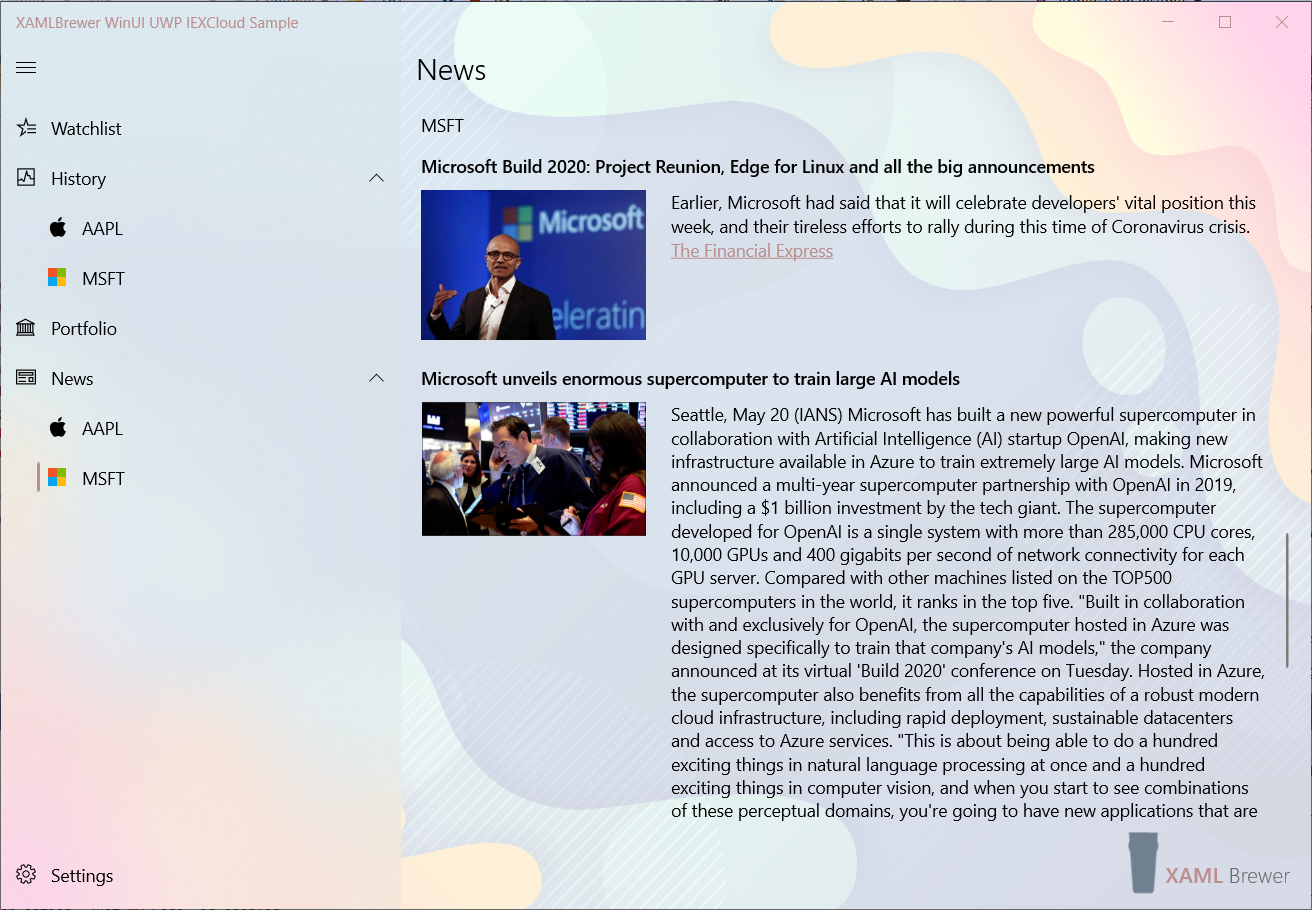 XAMLBrewer WinUI UWP IEXCloud Sample
News
Watchlist
History
AAPL
MSFT
Portfolio
News
AAPL
MSFT
Settings
MSFT
Microsoft Build 2020: Project Reunion, Edge for Linux and all the big announcements
Microsoft
eleratin
Earlier, Microsoft had said that it will celebrate developers' vital position this
week, and their tireless efforts to rally during this time of Coronavirus crisis.
The Financial Express
Microsoft unveils enormous supercomputer to train large AI models
Seattle, May 20 (IANS) Microsoft has built a new powerful supercomputer in
collaboration with Artificial Intelligence (AI) startup OpenAI, making new
infrastructure available in Azure to train extremely large AI models. Microsoft
announced a multi-year supercomputer partnership with OpenAI in 2019,
including a $1 billion investment by the tech giant. The supercomputer
developed for OpenAI is a single system with more than 285,000 CPU cores,
10,000 GPUs and 400 gigabits per second of network connectivity for each
GPU server. Compared with other machines listed on the TOP500
supercomputers in the world, it ranks in the top five. "Built in collaboration
with and exclusively for OpenAI, the supercomputer hosted in Azure was
designed specifically to train that company's AI models," the company
announced at its virtual 'Build 2020' conference on Tuesday. Hosted in Azure,
the supercomputer also benefits from all the capabilities of a robust modern
cloud infrastructure, including rapid deployment, sustainable datacenters
and access to Azure services. "This is about being able to do a hundred
exciting things in natural language processing at once and a hundred
exciting things in computer vision, and when you start to see combinations
of these perceptual domains, you're going to have new applications that are
XAML Brewer